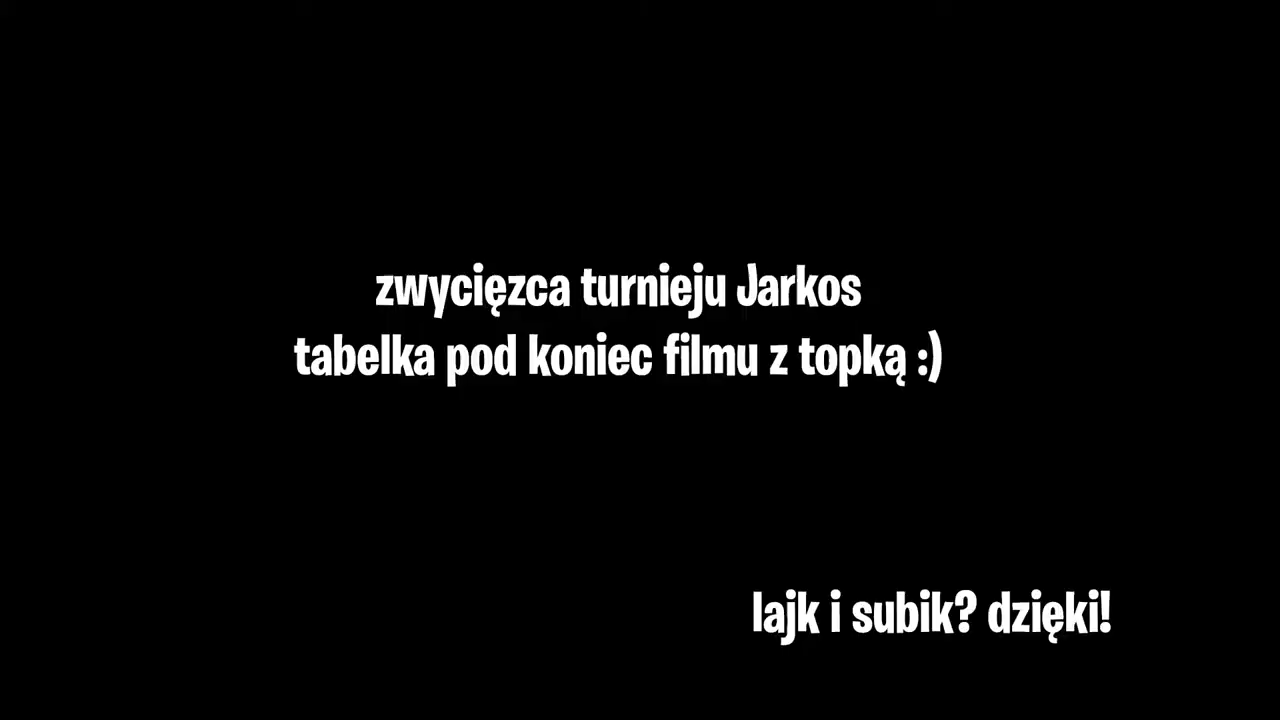 zwycięzca turnieju Jarkos
tabelka pod koniec filmu z topką :)
lajk i subik? dzięki!